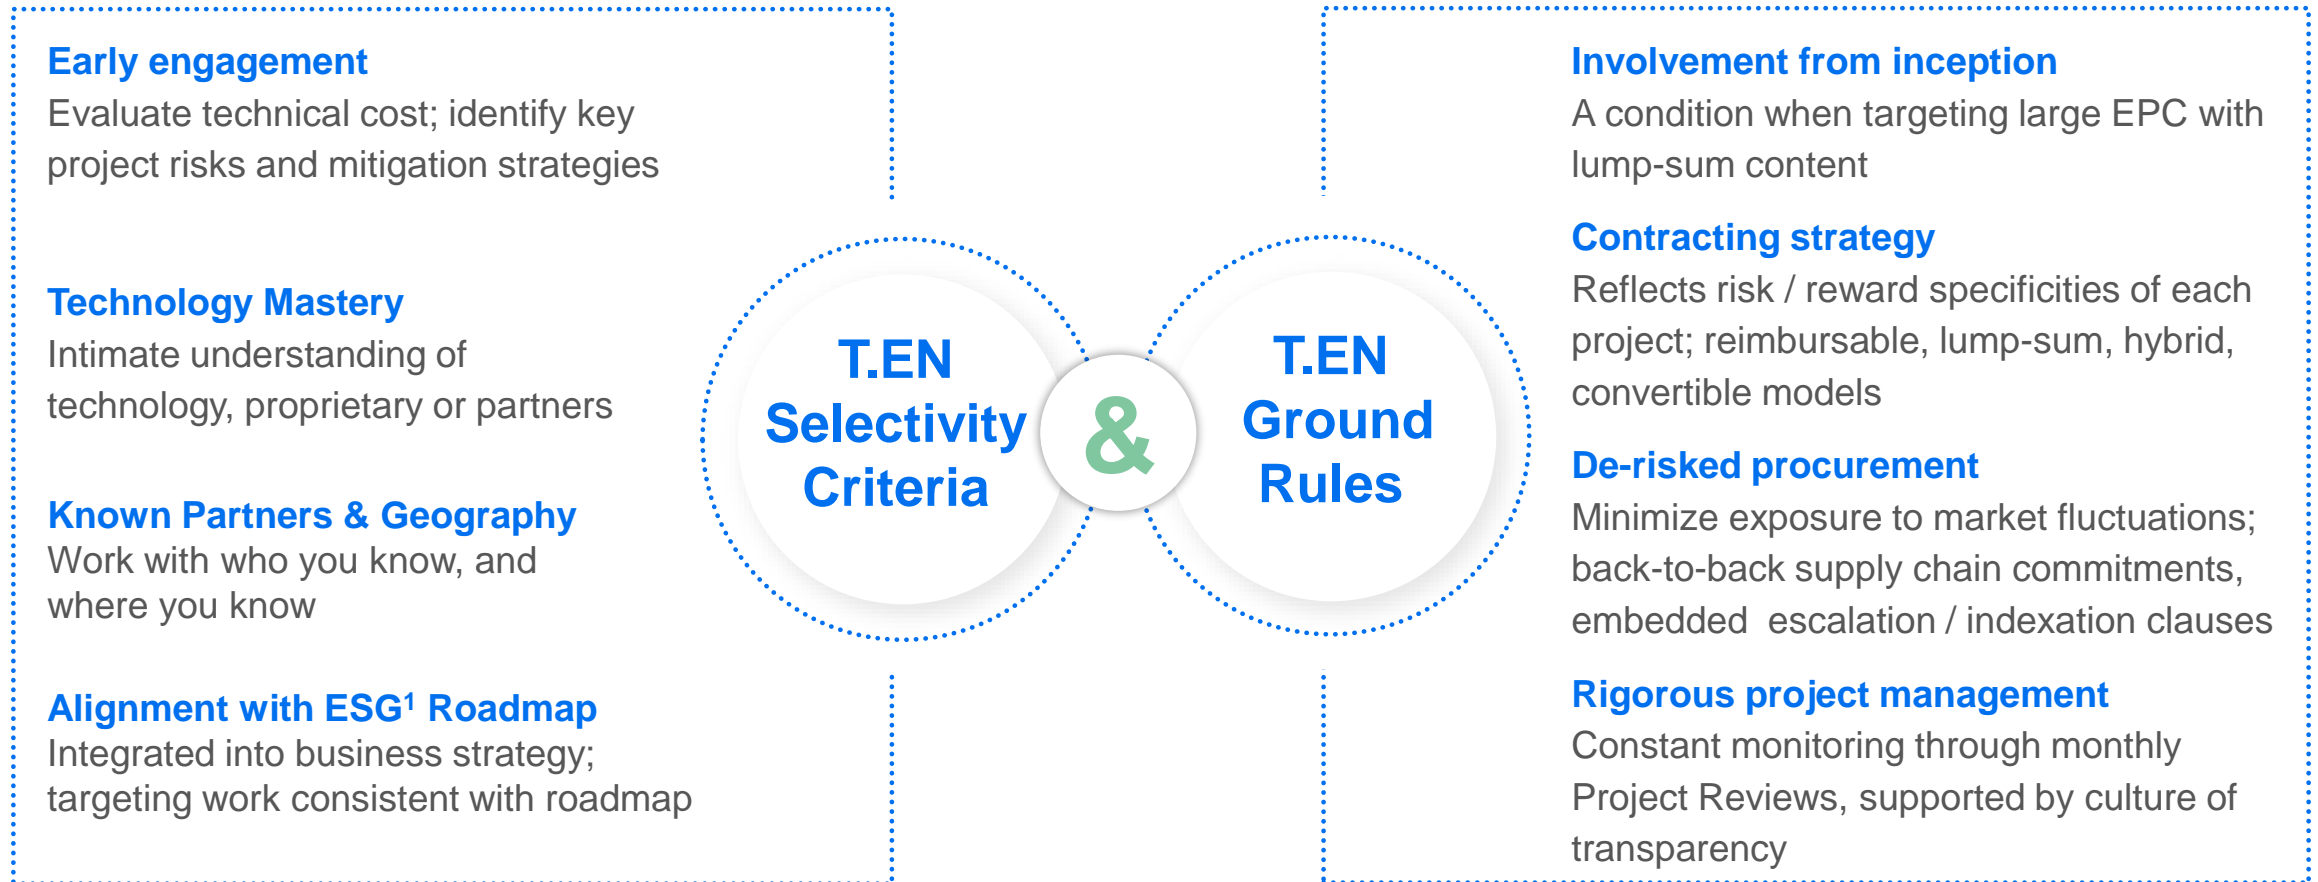 Early engagement
Evaluate technical cost; identify key
project risks and mitigation strategies
Technology Mastery
Intimate understanding of
technology, proprietary or partners
Known Partners & Geography
Work with who you know, and
where you know
Alignment with ESG¹ Roadmap
Integrated into business strategy;
targeting work consistent with roadmap
T.EN
Selectivity
Criteria
&
T.EN
Ground
Rules
Involvement from inception
A condition when targeting large EPC with
lump-sum content
Contracting strategy
Reflects risk / reward specificities of each
project; reimbursable, lump-sum, hybrid,
convertible models
De-risked procurement
Minimize exposure to market fluctuations;
back-to-back supply chain commitments,
embedded  escalation / indexation clauses
Rigorous project management
Constant monitoring through monthly
Project Reviews, supported by culture of
transparency